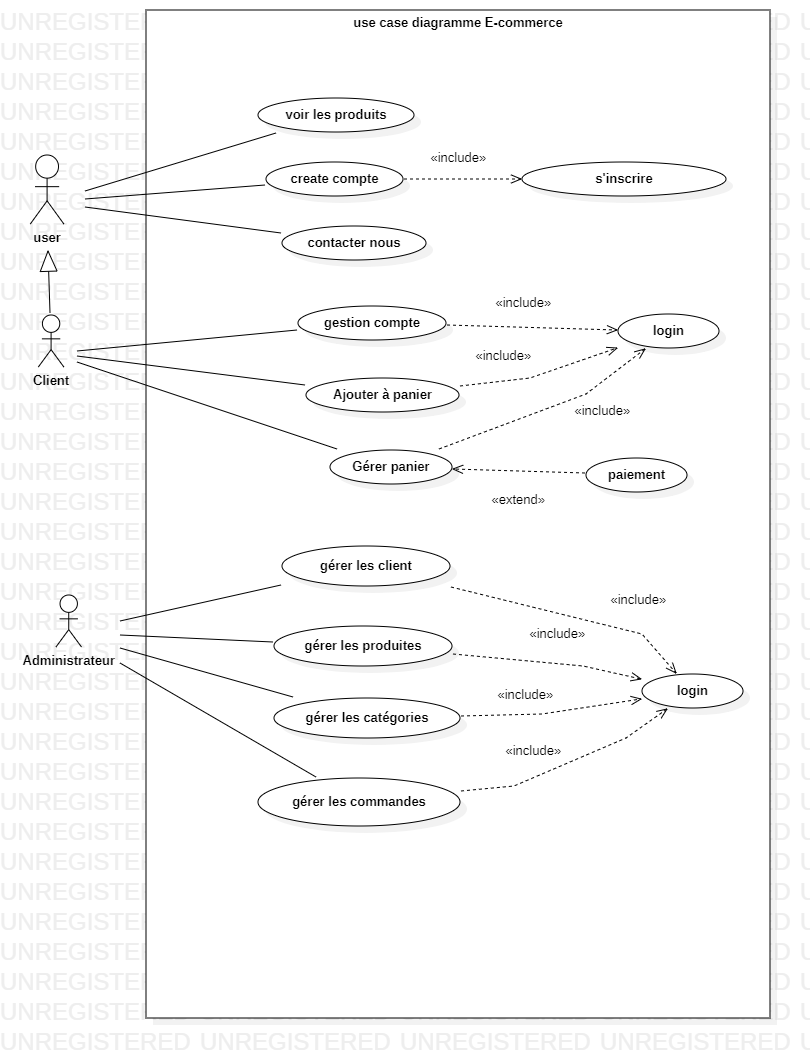 use case diagramme E-commerce
voir les produits
«include»
create compte
s'inscrire
user
contacter nous
«include»
gestion compte
login
«include»
Client
Ajouter à panier
«include»
Gérer panier
paiement
«extend»
gérer les client
«include»
«include»
gérer les produites
Administrateur
login
«include»
gérer les catégories
«include»
gérer les commandes
UNREGISTERED UNREGISTERED UNREGISTERED UNREGISTERED U